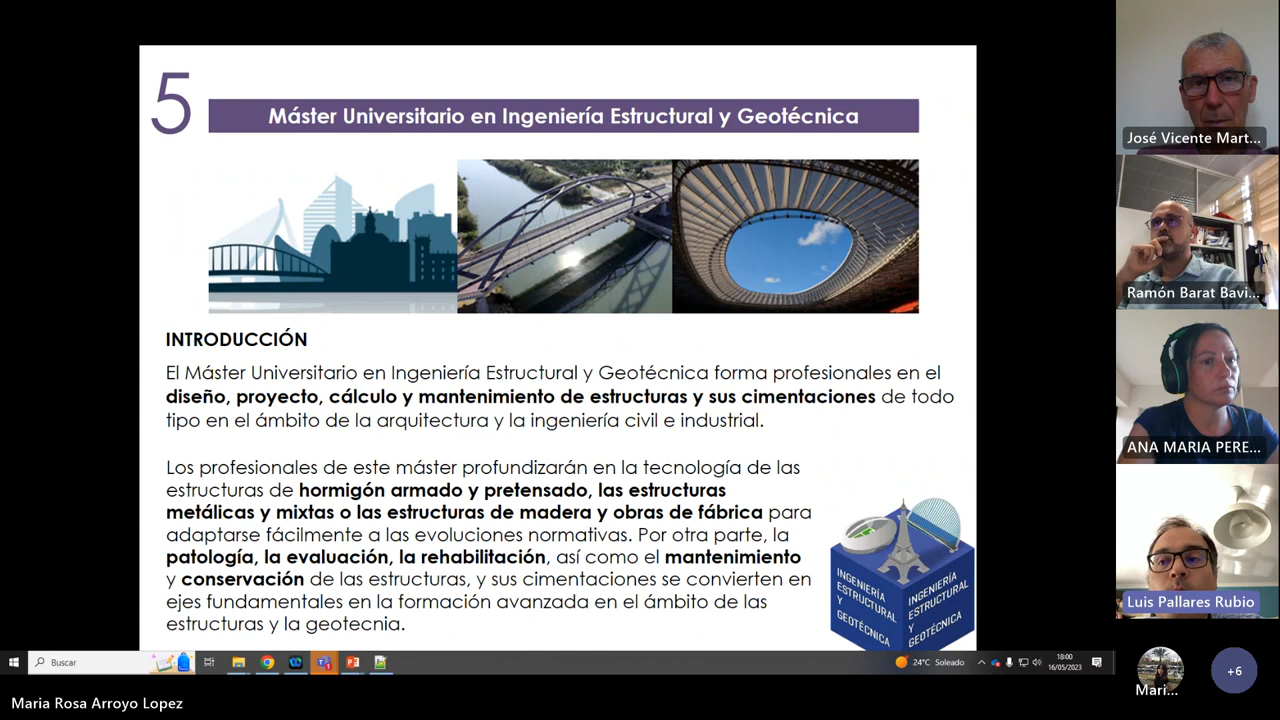 5
Máster Universitario en Ingeniería Estructural y Geotécnica
INTRODUCCIÓN
El Máster Universitario en Ingeniería Estructural y Geotécnica forma profesionales en el
diseño, proyecto, cálculo y mantenimiento de estructuras y sus cimentaciones de todo
tipo en el ámbito de la arquitectura y la ingeniería civil e industrial.
Los profesionales de este máster profundizarán en la tecnología de las
estructuras de hormigón armado y pretensado, las estructuras
metálicas y mixtas o las estructuras de madera y obras de fábrica para
adaptarse fácilmente a las evoluciones normativas. Por otra parte, la
patología, la evaluación, la rehabilitación, así como el mantenimiento
y conservación de las estructuras, y sus cimentaciones se convierten en
ejes fundamentales en la formación avanzada en el ámbito de las
estructuras y la geotecnia.
INGENIERÍA
ESTRUCTURAL
Y
GEOTÉCNICA
INGENIERÍA
ESTRUCTURAL
Y
GEOTÉCNICA
Buscar
24°C Soleado
18:00
16/05/2023
Maria Rosa Arroyo Lopez
José Vicente Mart...
Ramón Barat Bavi...
ANA MARIA PERE...
Luis Pallares Rubio
Mari...
+6